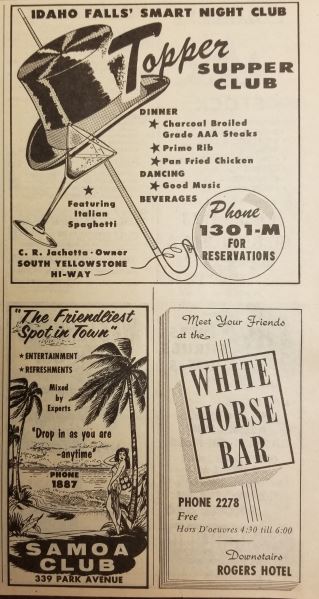 IDAHO FALLS' SMART NIGHT CLUB
Topper
SUPPER
CLUB
DINNER
Charcoal Broiled
Grade AAA Steaks
Prime Rib
Pan Fried Chicken
DANCING
Good Music
BEVERAGES
Featuring
Italian
Spaghetti
Phone
1301-M
FOR
RESERVATIONS
C. R. Jachetta - Owner
SOUTH YELLOWSTONE
HI-WAY
"The Friendliest
Spot in Town"
ENTERTAINMENT
REFRESHMENTS
Mixed
by
Experts
"Drop in as you are
-anytime"
PHONE
1887
SAMOA
CLUB
339 PARK AVENUE
Meet Your Friends
at the
WHITE
HORSE
BAR
PHONE 2278
Free
Hors D'oeuvres 4:30 till 6:00
Downstairs
ROGERS HOTEL